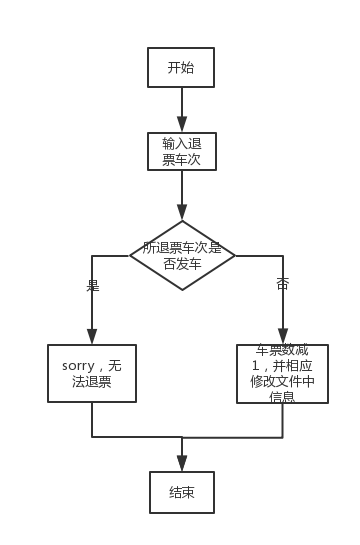 开始
输入退
票车次
所退票车次是
否发车
是
否
sorry，无
法退票
车票数减
1，并相应
修改文件中
信息
结束